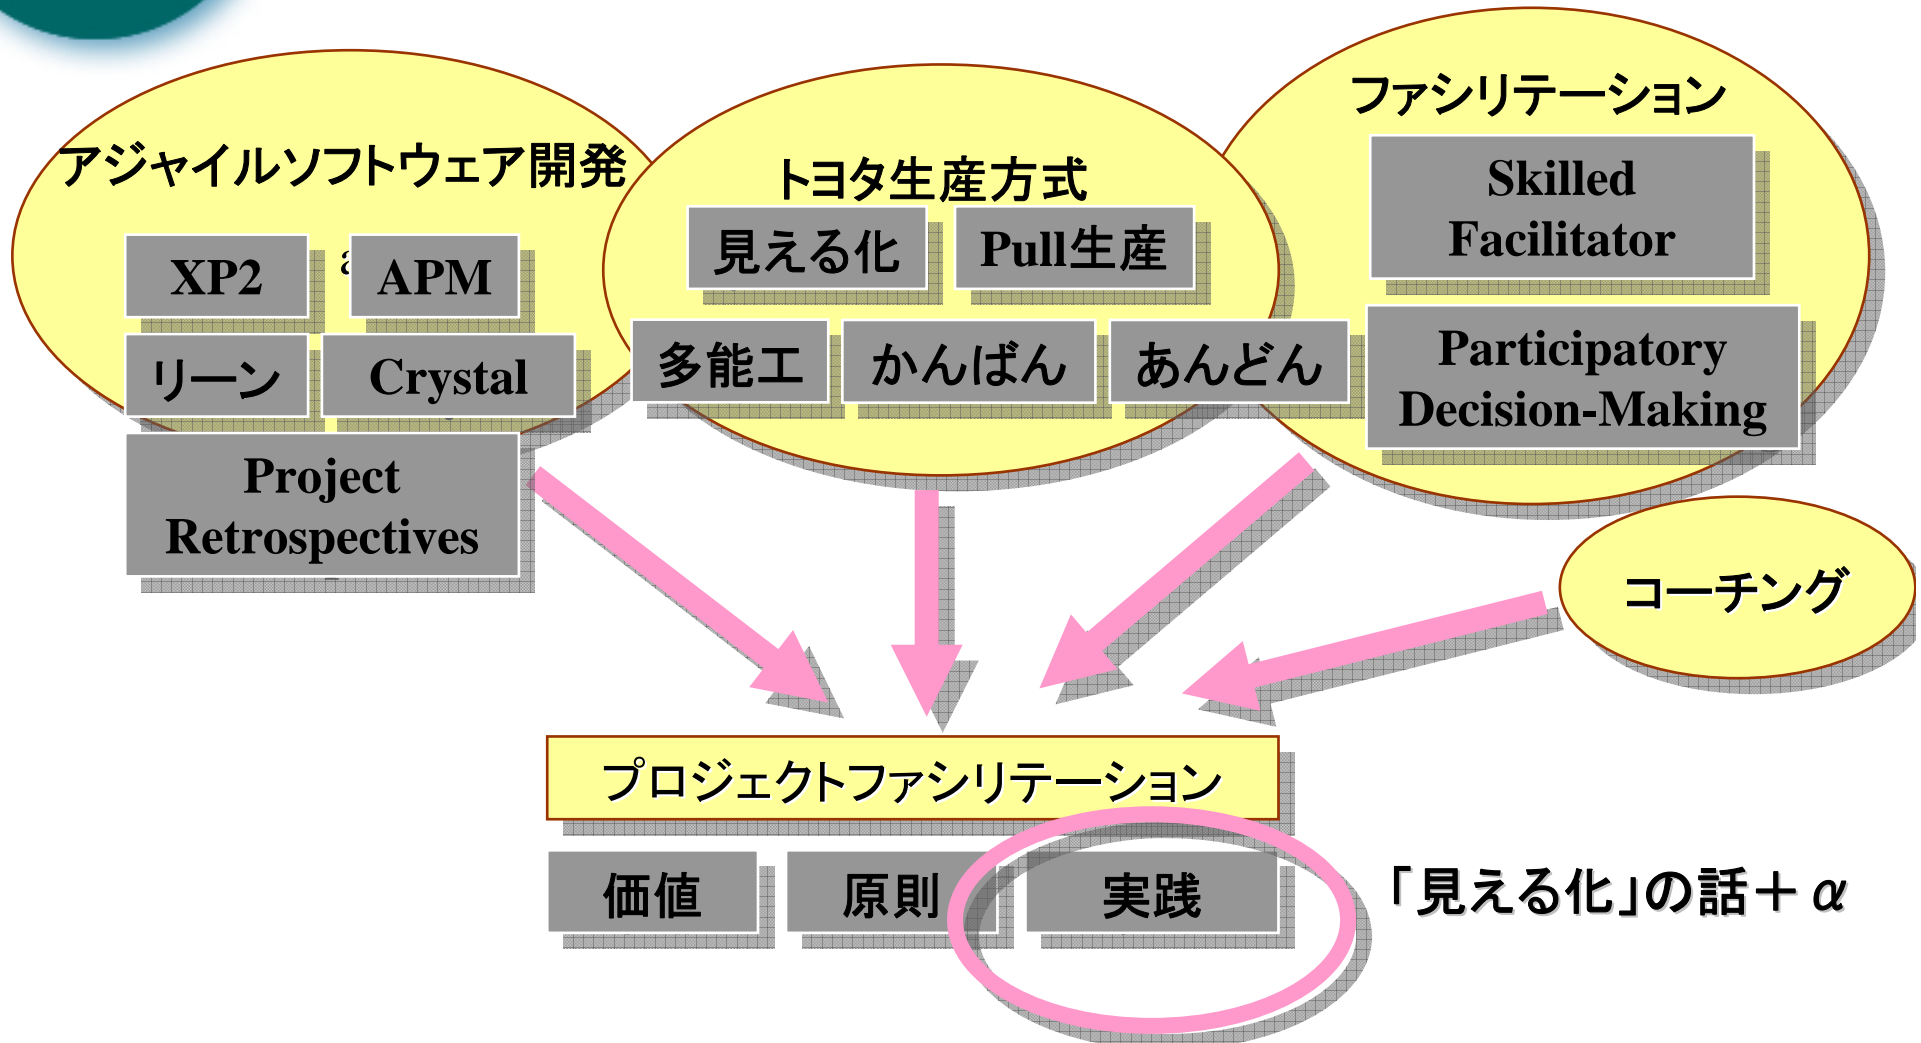 アジャイルソフトウェア開発
XP2
APM
リーン
Crystal
Project
Retrospectives
トヨタ生産方式
見える化
Pull生産
多能工
かんばん
あんどん
ファシリテーション
Skilled
Facilitator
Participatory
Decision-Making
コーチング
プロジェクトファシリテーション
価値
原則
実践
「見える化」の話＋α